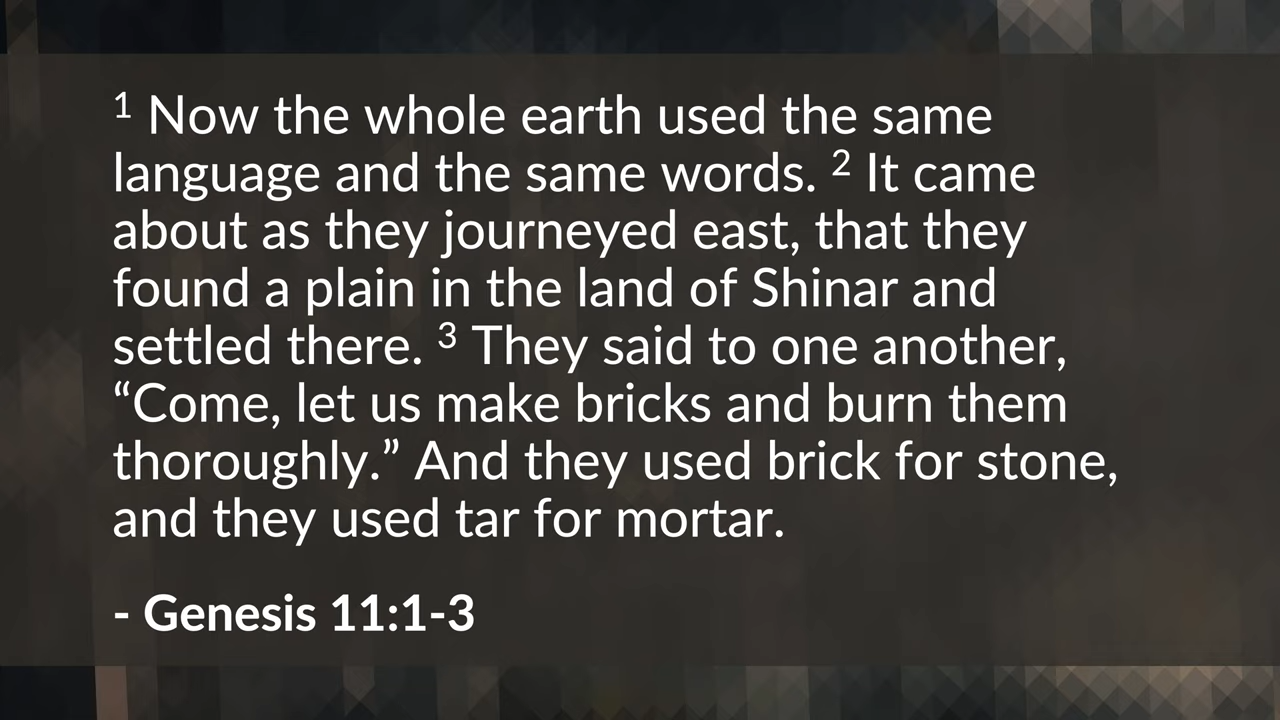 ¹ Now the whole earth used the same
language and the same words. ² It came
about as they journeyed east, that they
found a plain in the land of Shinar and
settled there. ³ They said to one another,
“Come, let us make bricks and burn them
thoroughly.” And they used brick for stone,
and they used tar for mortar.
- Genesis 11:1-3